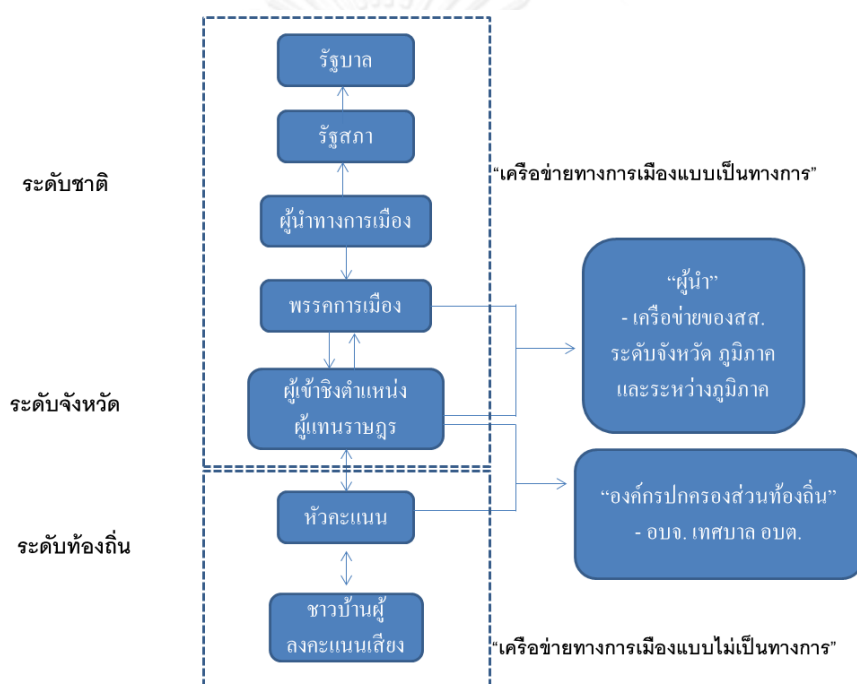 รัฐบาล
รัฐสภา
ระดับชาติ
“เครือข่ายทางการเมืองแบบเป็นทางการ”
ผู้นำทางการเมือง
พรรคการเมือง
“ผู้นำ”
- เครือข่ายของสส.
ระดับจังหวัด ภูมิภาค
และระหว่างภูมิภาค
ระดับจังหวัด
ผู้เข้าชิงตำแหน่ง
ผู้แทนราษฎร
“องค์กรปกครองส่วนท้องถิ่น”
- อบจ. เทศบาล อบต.
หัวคะแนน
ระดับท้องถิ่น
ชาวบ้านผู้
ลงคะแนนเสียง
“เครือข่ายทางการเมืองแบบไม่เป็นทางการ”